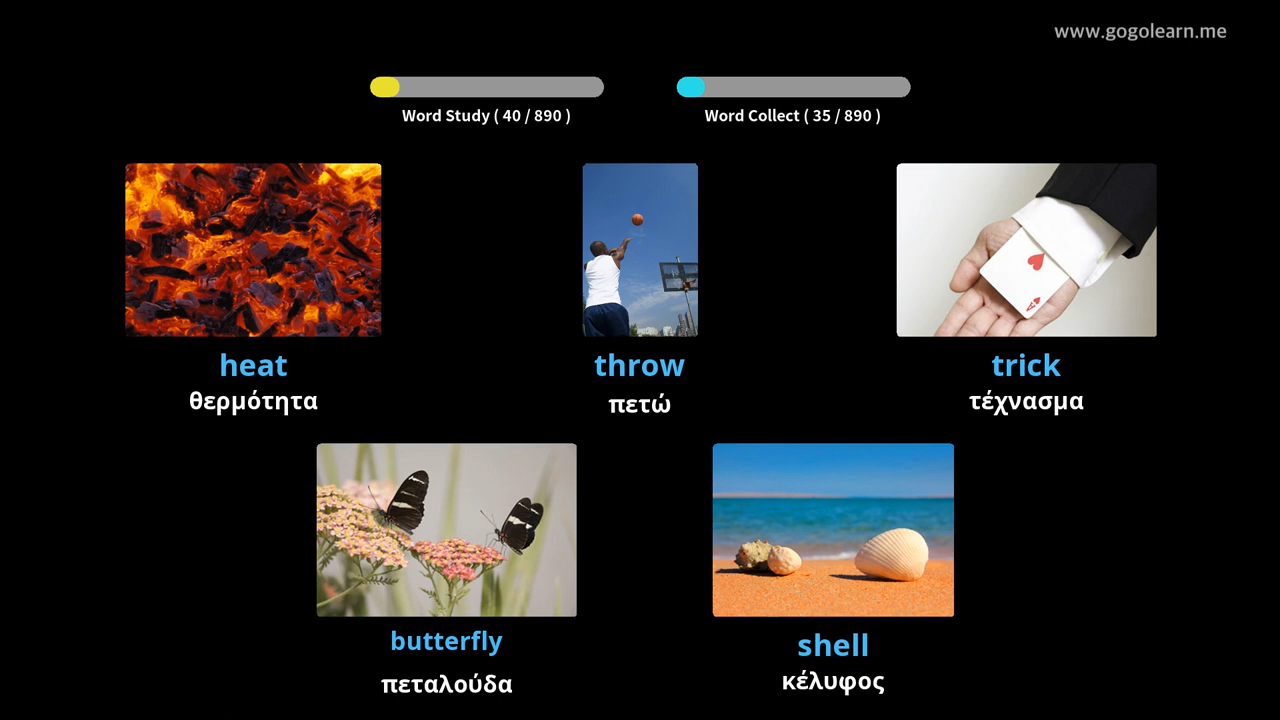 www.gogolearn.me
Word Study ( 40 / 890 )
Word Collect ( 35 / 890 )
heat
θερμότητα
throw
πετώ
trick
τέχνασμα
butterfly
πεταλούδα
shell
κέλυφος